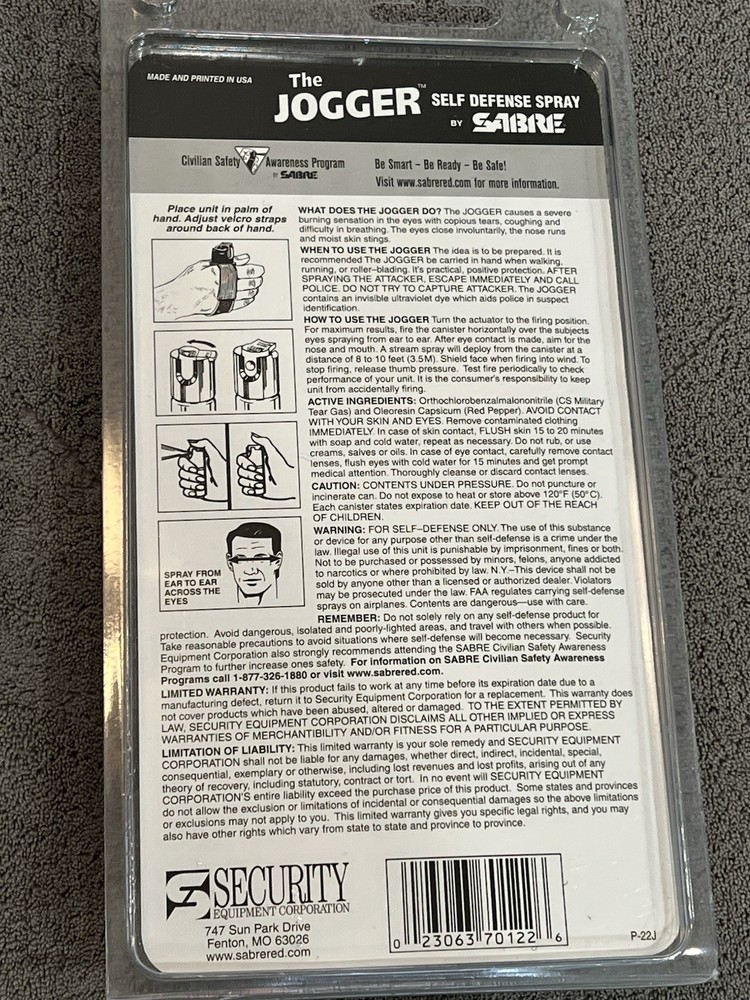 MADE AND PRINTED IN USA
The
JOGGER™ SELF DEFENSE SPRAY
BY SABRE
Civilian Safety Awareness Program
BY SABRE
Be Smart – Be Ready – Be Safe!
Visit www.sabrered.com for more information.
Place unit in palm of
hand. Adjust velcro straps
around back of hand.
SPRAY FROM
EAR TO EAR
ACROSS THE
EYES
WHAT DOES THE JOGGER DO? The JOGGER causes a severe
burning sensation in the eyes with copious tears, coughing and
difficulty in breathing. The eyes close involuntarily, the nose runs
and moist skin stings.
WHEN TO USE THE JOGGER The idea is to be prepared. It is
recommended The JOGGER be carried in hand when walking,
running, or roller–blading. It's practical, positive protection. AFTER
SPRAYING THE ATTACKER, ESCAPE IMMEDIATELY AND CALL
POLICE. DO NOT TRY TO CAPTURE ATTACKER. The JOGGER
contains an invisible ultraviolet dye which aids police in suspect
identification.
HOW TO USE THE JOGGER Turn the actuator to the firing position.
For maximum results, fire the canister horizontally over the subjects
eyes spraying from ear to ear. After eye contact is made, aim for the
nose and mouth. A stream spray will deploy from the canister at a
distance of 8 to 10 feet (3.5M). Shield face when firing into wind. To
stop firing, release thumb pressure. Test fire periodically to check
performance of your unit. It is the consumer's responsibility to keep
unit from accidentally firing.
ACTIVE INGREDIENTS: Orthochlorobenzalmalononitrile (CS Military
Tear Gas) and Oleoresin Capsicum (Red Pepper). AVOID CONTACT
WITH YOUR SKIN AND EYES. Remove contaminated clothing
IMMEDIATELY. In case of skin contact, FLUSH skin 15 to 20 minutes
with soap and cold water, repeat as necessary. Do not rub, or use
creams, salves or oils. In case of eye contact, carefully remove contact
lenses, flush eyes with cold water for 15 minutes and get prompt
medical attention. Thoroughly cleanse or discard contact lenses.
CAUTION: CONTENTS UNDER PRESSURE. Do not puncture or
incinerate can. Do not expose to heat or store above 120°F (50°C).
Each canister states expiration date. KEEP OUT OF THE REACH
OF CHILDREN.
WARNING: FOR SELF–DEFENSE ONLY. The use of this substance
or device for any purpose other than self-defense is a crime under the
law. Illegal use of this unit is punishable by imprisonment, fines or both.
Not to be purchased or possessed by minors, felons, anyone addicted
to narcotics or where prohibited by law. N.Y.–This device shall not be
sold by anyone other than a licensed or authorized dealer. Violators
may be prosecuted under the law. FAA regulates carrying self-defense
sprays on airplanes. Contents are dangerous—use with care.
REMEMBER: Do not solely rely on any self-defense product for
protection. Avoid dangerous, isolated and poorly-lighted areas, and travel with others when possible.
Take reasonable precautions to avoid situations where self-defense will become necessary. Security
Equipment Corporation also strongly recommends attending the SABRE Civilian Safety Awareness
Program to further increase ones safety. For information on SABRE Civilian Safety Awareness
Programs call 1-877-326-1880 or visit www.sabrered.com.
LIMITED WARRANTY: If this product fails to work at any time before its expiration date due to a
manufacturing defect, return it to Security Equipment Corporation for a replacement. This warranty does
not cover products which have been abused, altered or damaged. TO THE EXTENT PERMITTED BY
LAW, SECURITY EQUIPMENT CORPORATION DISCLAIMS ALL OTHER IMPLIED OR EXPRESS
WARRANTIES OF MERCHANTIBILITY AND/OR FITNESS FOR A PARTICULAR PURPOSE.
LIMITATION OF LIABILITY: This limited warranty is your sole remedy and SECURITY EQUIPMENT
CORPORATION shall not be liable for any damages, whether direct, indirect, incidental, special,
consequential, exemplary or otherwise, including lost revenues and lost profits, arising out of any
theory of recovery, including statutory, contract or tort. In no event will SECURITY EQUIPMENT
CORPORATION'S entire liability exceed the purchase price of this product. Some states and provinces
do not allow the exclusion or limitations of incidental or consequential damages so the above limitations
or exclusions may not apply to you. This limited warranty gives you specific legal rights, and you may
also have other rights which vary from state to state and province to province.
SECURITY
EQUIPMENT CORPORATION
747 Sun Park Drive
Fenton, MO 63026
www.sabrered.com
0 23063 70122 6
P-22J